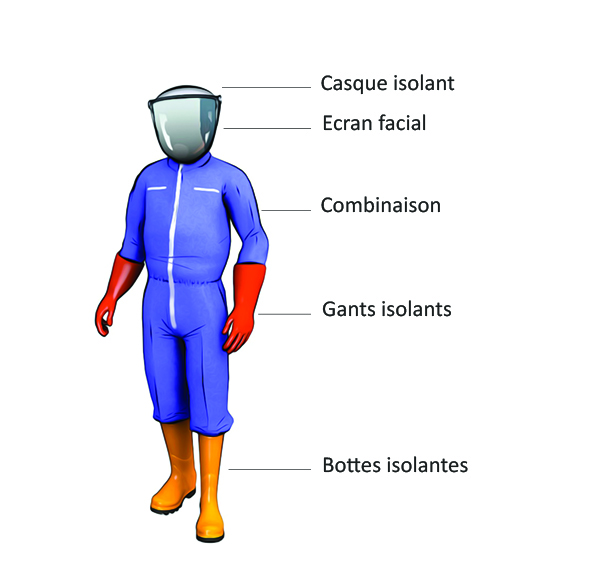 Casque isolant
Ecran facial
Combinaison
Gants isolants
Bottes isolantes